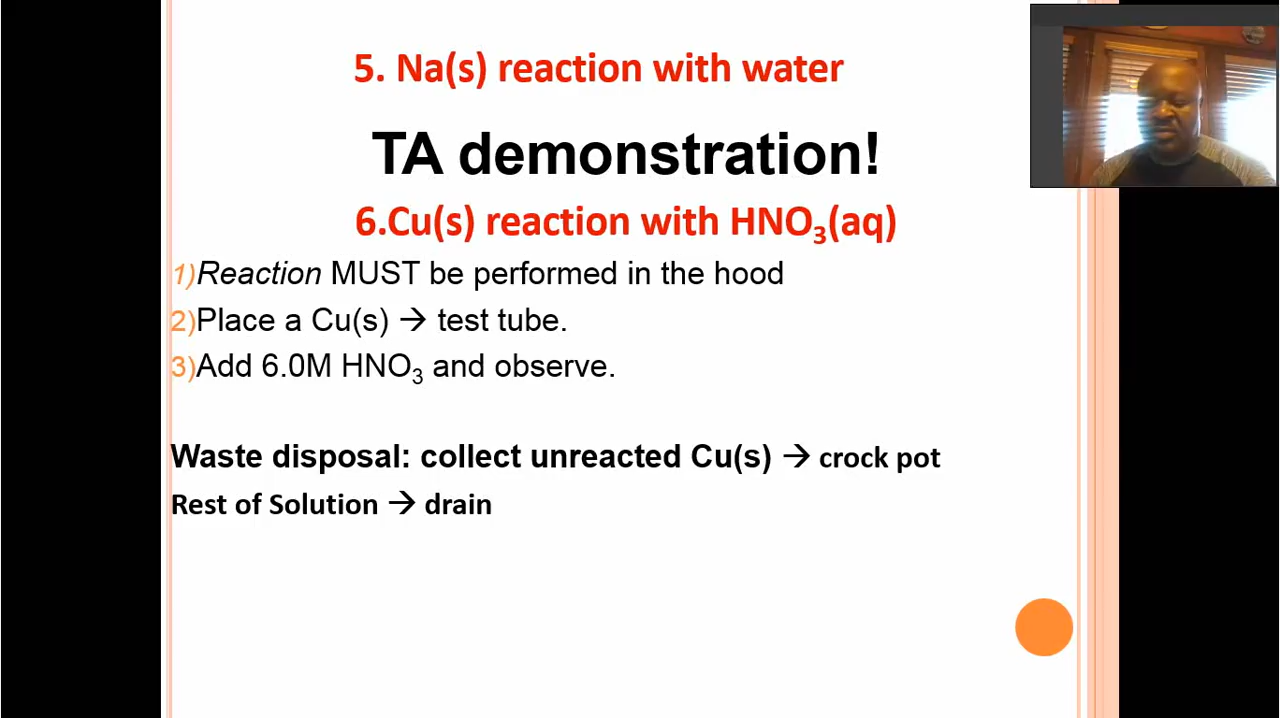 5. Na(s) reaction with water
TA demonstration!
6.Cu(s) reaction with HNO₃(aq)
1)Reaction MUST be performed in the hood
2)Place a Cu(s) → test tube.
3)Add 6.0M HNO₃ and observe.
Waste disposal: collect unreacted Cu(s) → crock pot
Rest of Solution → drain